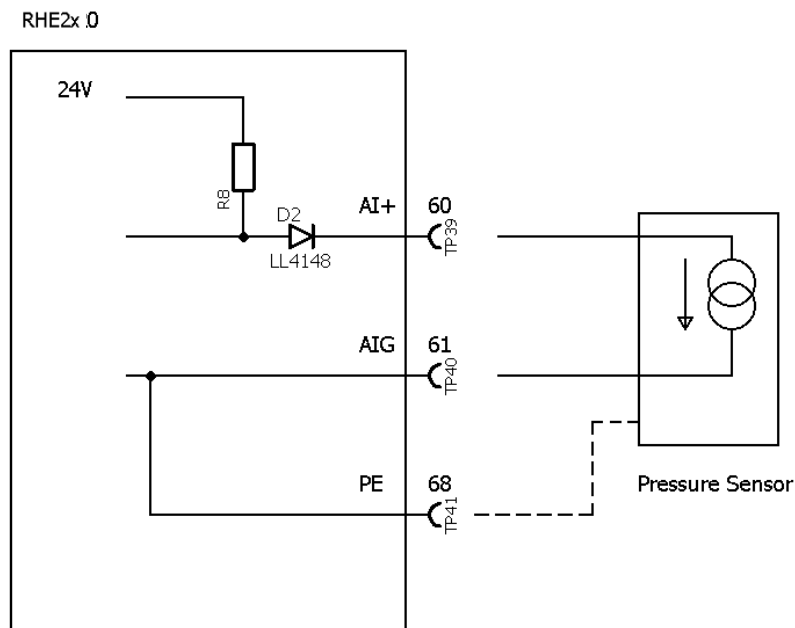 RHE2x :0
24V
R8
D2
LL4148
AI+
60
TP39
AIG
61
TP40
PE
68
TP41
Pressure Sensor